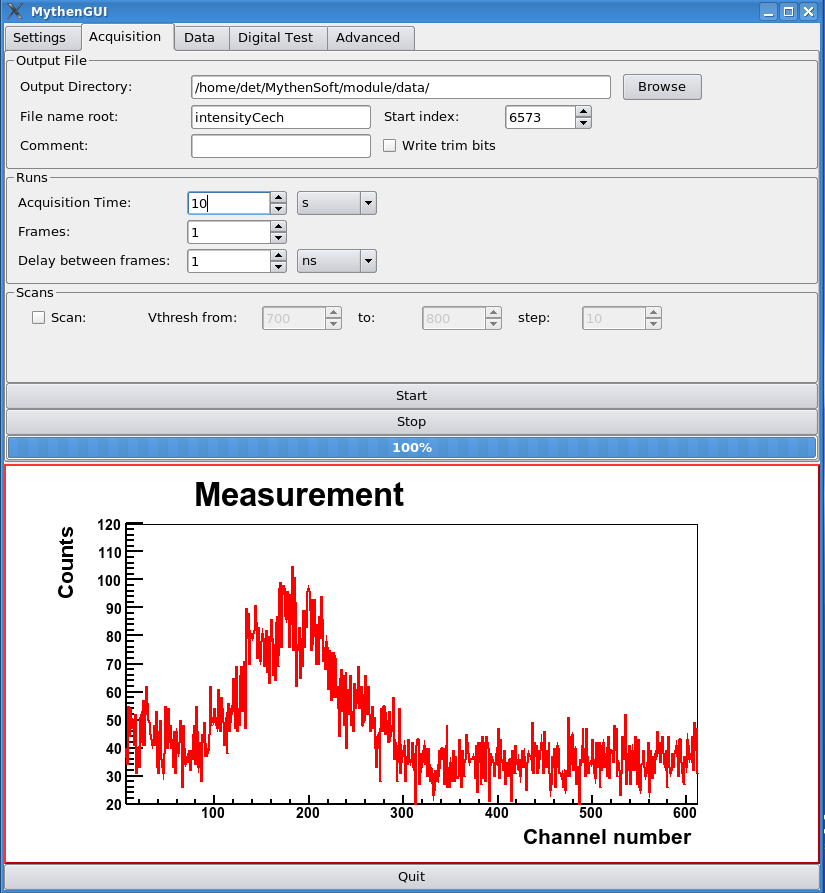 MythenGUI
Settings Acquisition Data Digital Test Advanced
Output File
Output Directory: /home/det/MythenSoft/module/data/ Browse
File name root: intensityCech Start index: 6573
Comment: Write trim bits
Runs
Acquisition Time: 10 s
Frames: 1
Delay between frames: 1 ns
Scans
Scan: Vthresh from: 700 to: 800 step: 10
Start
Stop
100%
Measurement
Counts
120
110
100
90
80
70
60
50
40
30
20
100 200 300 400 500 600
Channel number
Quit